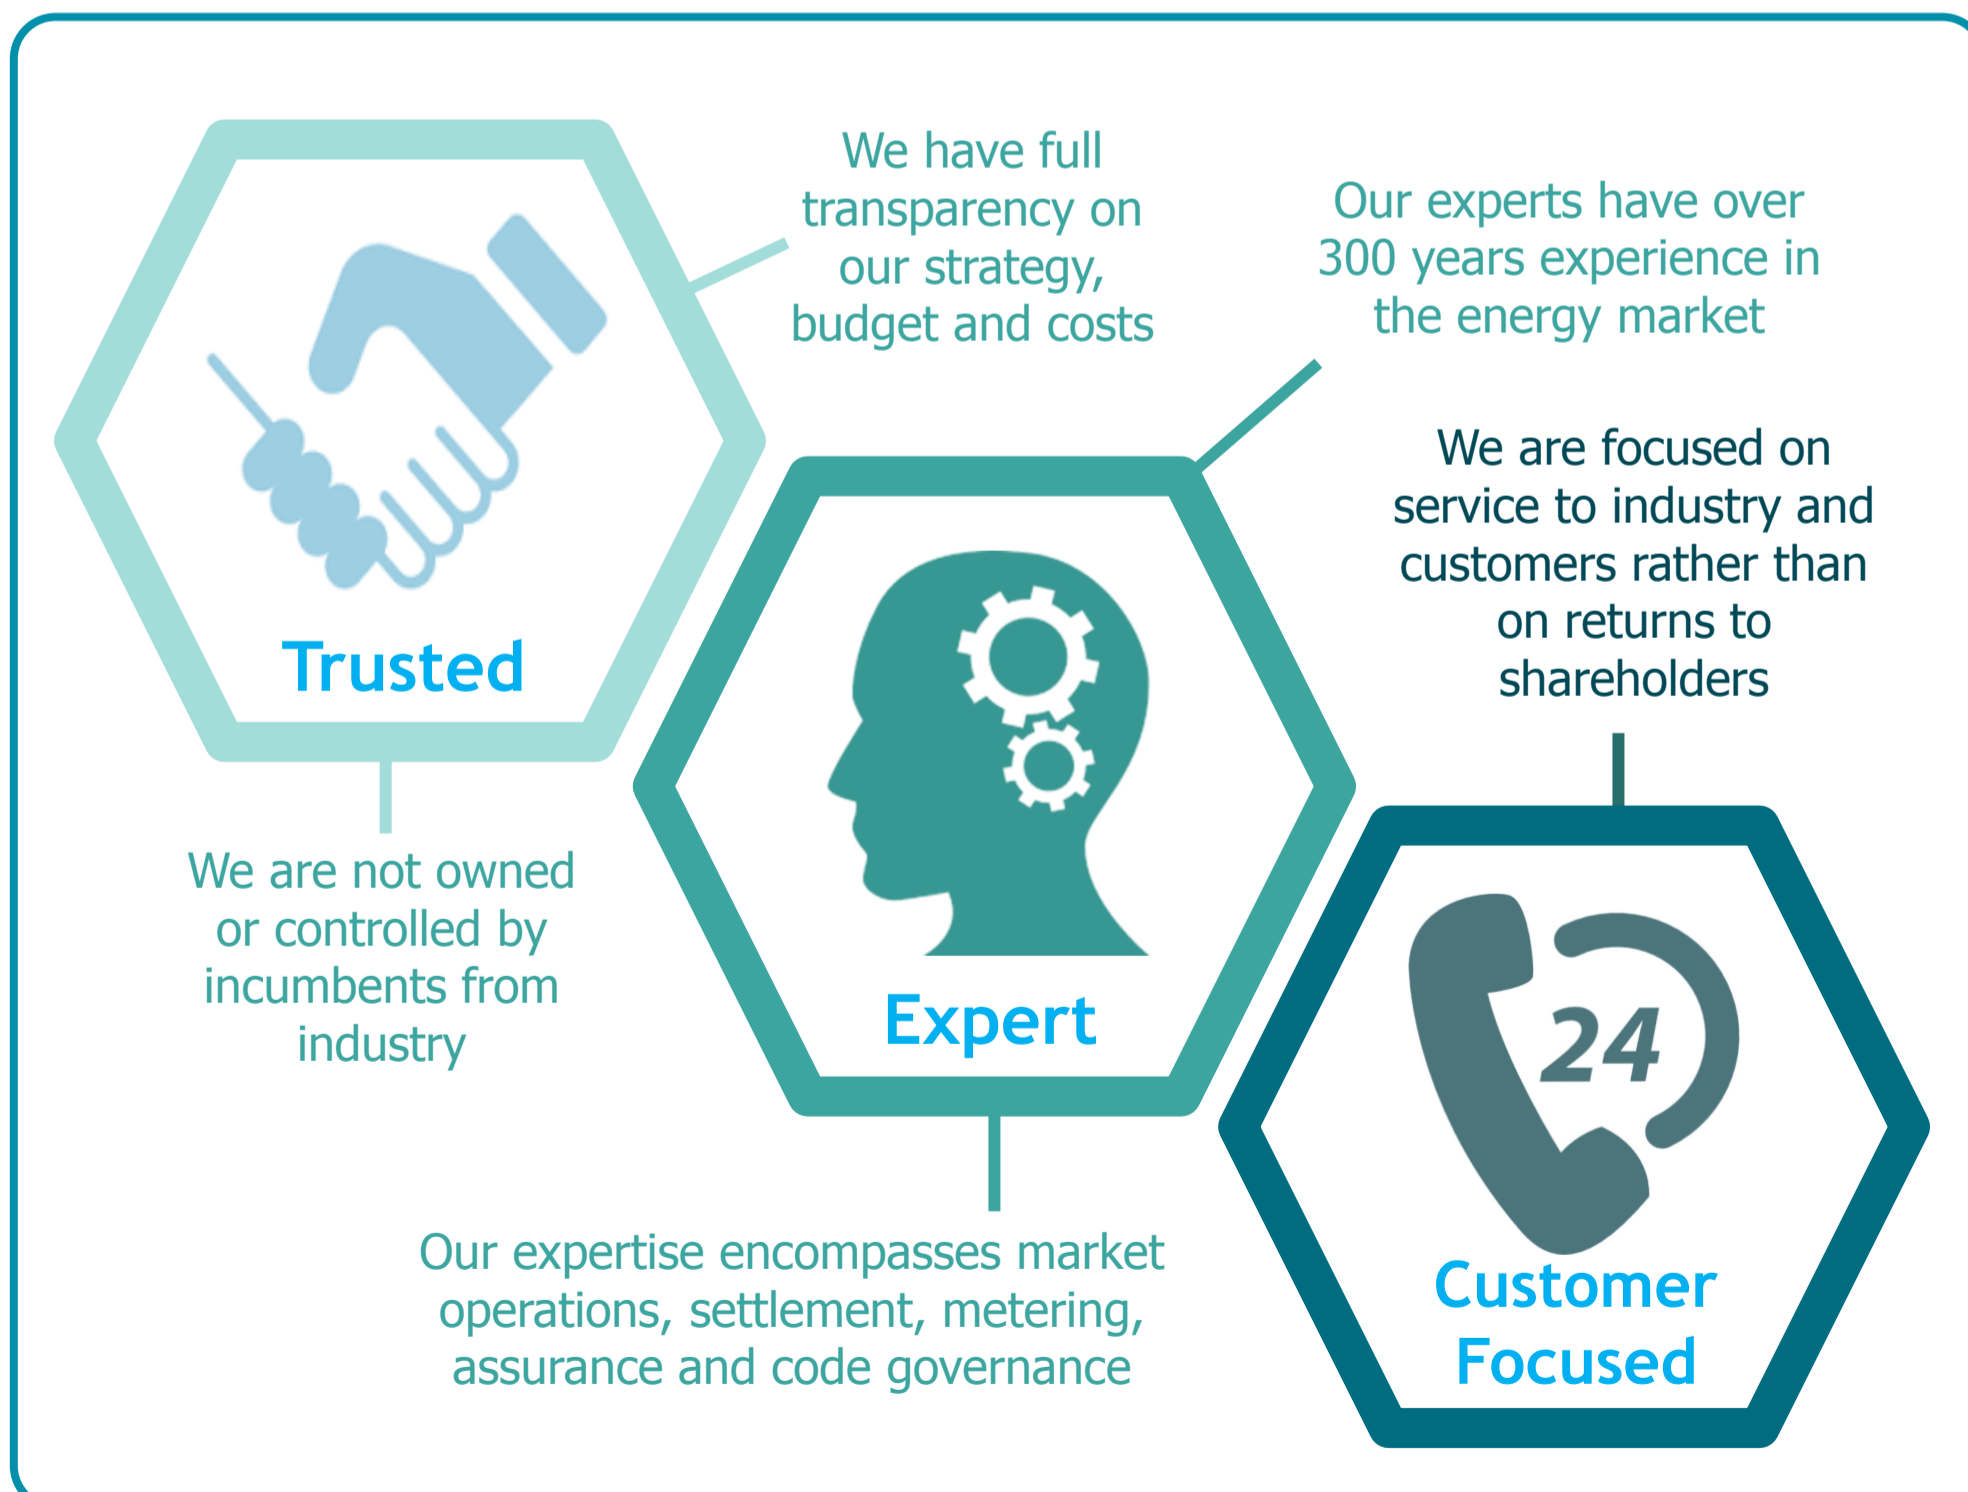 We have full
transparency on
our strategy,
budget and costs
Trusted
We are not owned
or controlled by
incumbents from
industry
Our experts have over
300 years experience in
the energy market
Expert
Our expertise encompasses market
operations, settlement, metering,
assurance and code governance
We are focused on
service to industry and
customers rather than
on returns to
shareholders
24
Customer
Focused